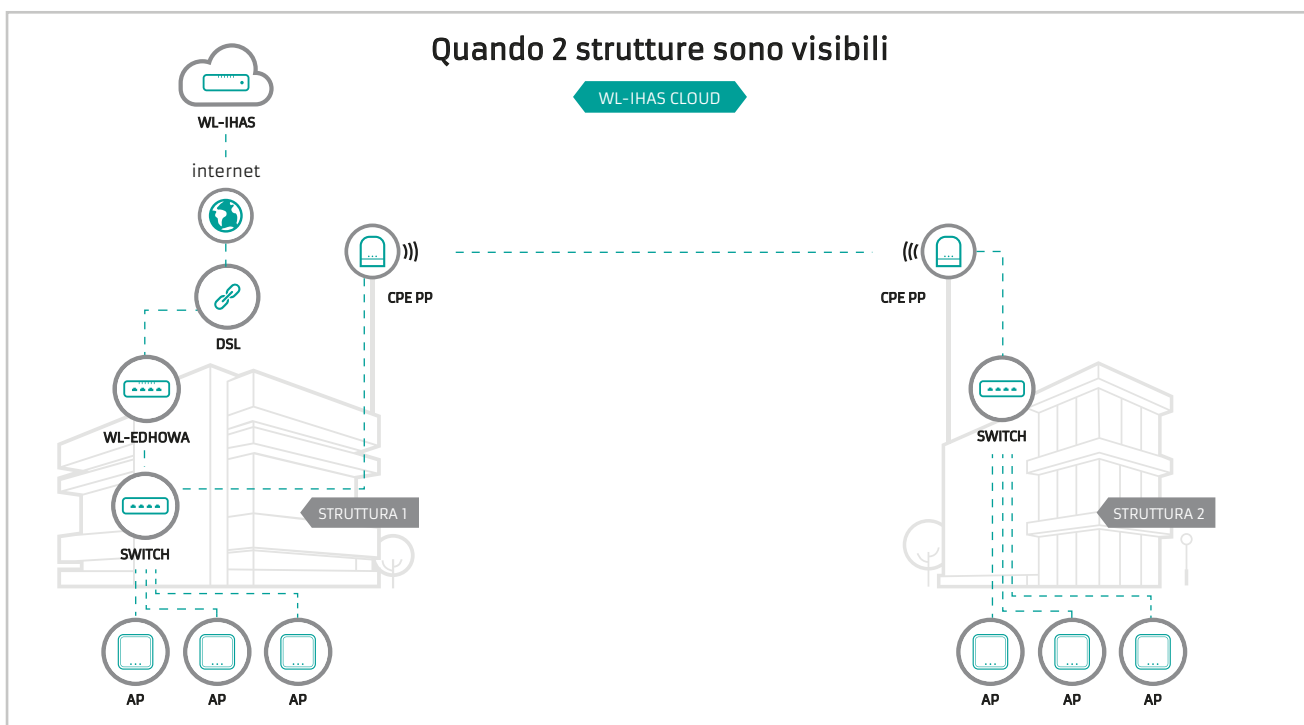 Quando 2 strutture sono visibili
WL-IHAS CLOUD
WL-IHAS
internet
DSL
CPE PP
CPE PP
WL-EDHOWA
SWITCH
SWITCH
STRUTTURA 1
STRUTTURA 2
AP
AP
AP
AP
AP
AP